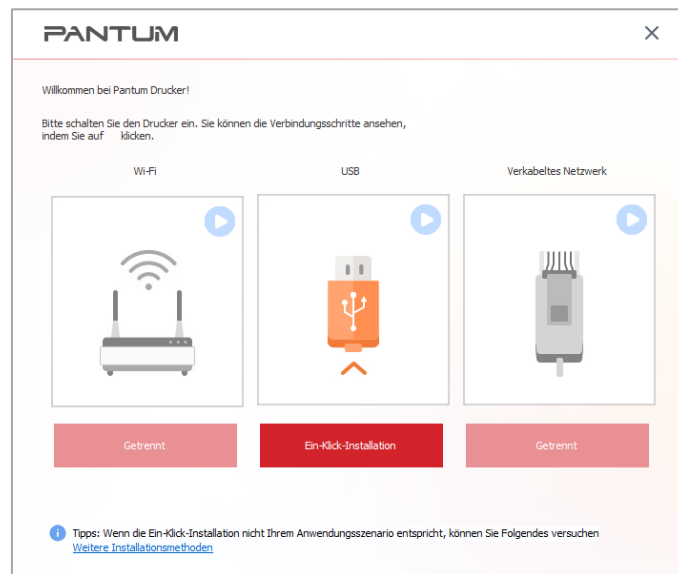 PANTUM
Willkommen bei Pantum Drucker!
Bitte schalten Sie den Drucker ein. Sie können die Verbindungsschritte ansehen,
indem Sie auf klicken.
Wi-Fi
USB
Verkabeltes Netzwerk
Getrennt
Ein-Klick-Installation
Getrennt
Tipps: Wenn die Ein-Klick-Installation nicht Ihrem Anwendungsszenario entspricht, können Sie Folgendes versuchen
Weitere Installationsmethoden